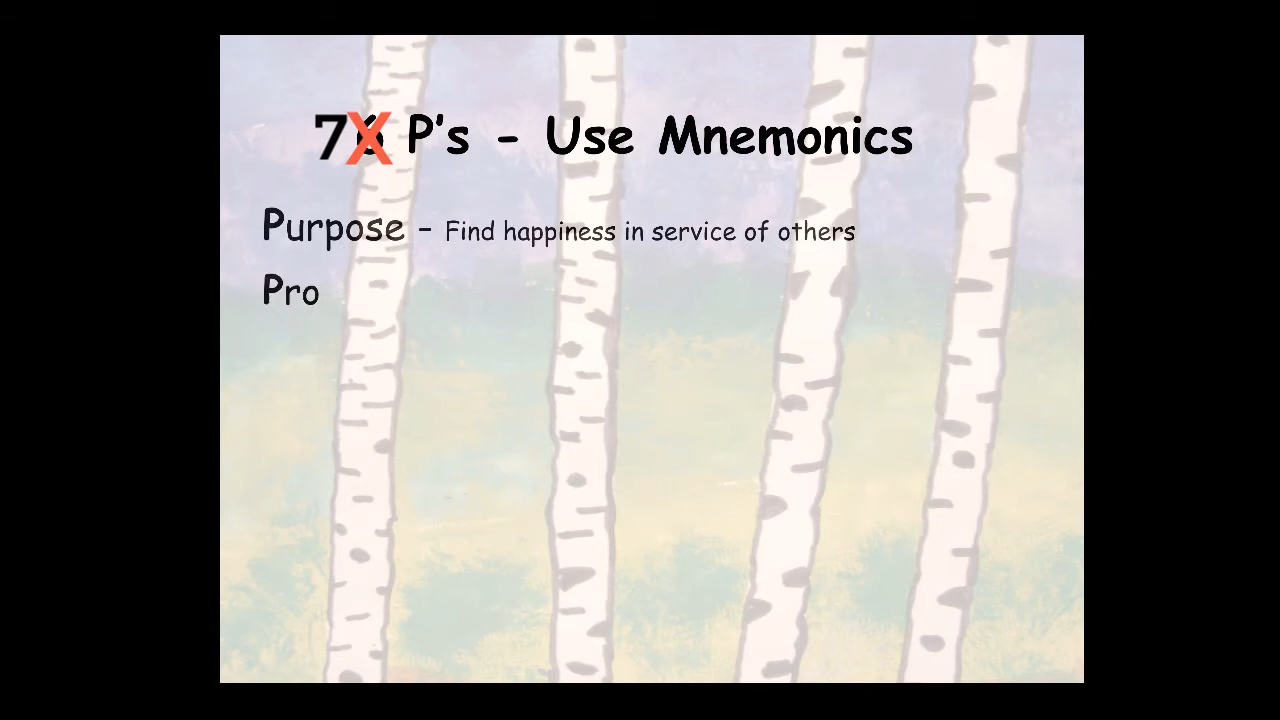 76 P's - Use Mnemonics
Purpose - Find happiness in service of others
Pro